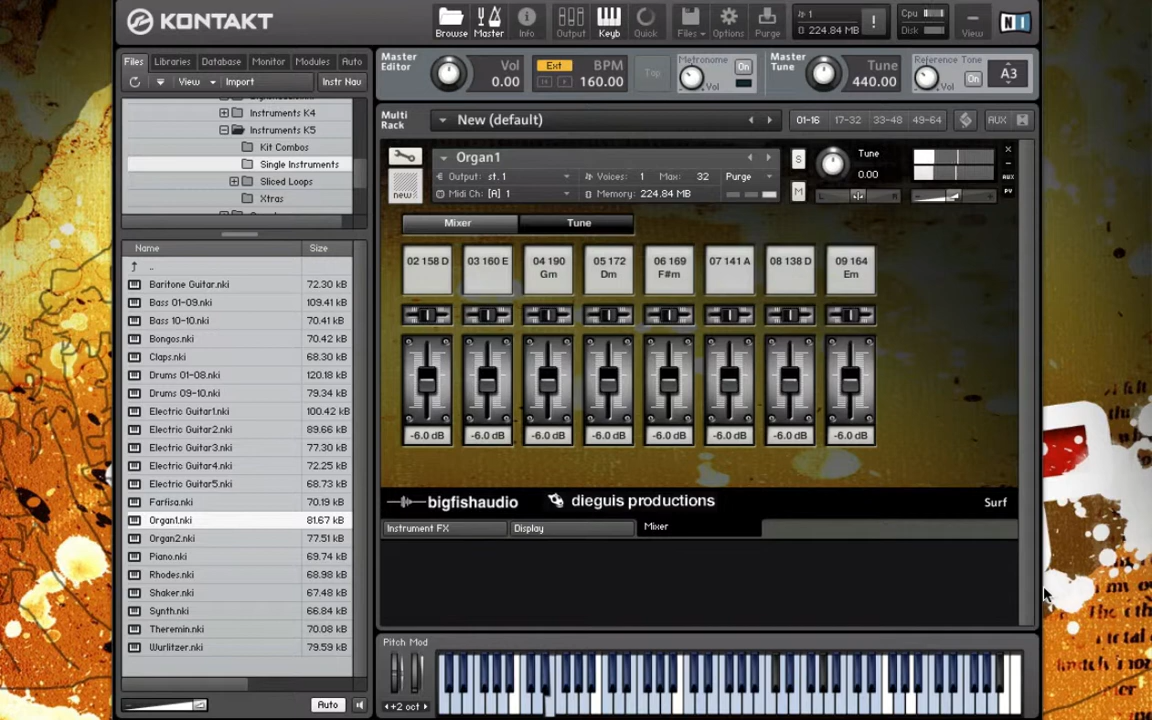 KONTAKT
Browse
Master
Info
Output
Keyb
Quick
Files
Options
Purge
1
224.84 MB
!
Cpu
Disk
View
Files
Libraries
Database
Monitor
Modules
Auto
View
Import
Instr Nav
Instruments K4
Instruments K5
Kit Combos
Single Instruments
Sliced Loops
Xtras
Name Size
..
Baritone Guitar.nki 72.30 kB
Bass 01-09.nki 109.41 kB
Bass 10-10.nki 70.41 kB
Bongos.nki 70.42 kB
Claps.nki 68.30 kB
Drums 01-08.nki 120.18 kB
Drums 09-10.nki 79.34 kB
Electric Guitar1.nki 100.42 kB
Electric Guitar2.nki 89.66 kB
Electric Guitar3.nki 77.30 kB
Electric Guitar4.nki 72.25 kB
Electric Guitar5.nki 68.73 kB
Farfisa.nki 70.19 kB
Organ1.nki 81.67 kB
Organ2.nki 77.51 kB
Piano.nki 69.74 kB
Rhodes.nki 68.98 kB
Shaker.nki 67.48 kB
Synth.nki 66.84 kB
Theremin.nki 70.08 kB
Wurlitzer.nki 79.59 kB
Auto
Master
Editor
Vol
0.00
Ext
BPM
160.00
Tap
Metronome
On
Vol
Master
Tune
Tune
440.00
Reference Tone
On
Vol
A3
Multi
Rack
New (default)
01-16 17-32 33-48 49-64
AUX
Organ1
Output: st.1 Voices: 1 Max: 32 Purge
Midi Ch: [A] 1 Memory: 224.84 MB
new
S
M
Tune
0.00
L R
AUX
PV
Mixer Tune
02 158 D
03 160 E
04 190
Gm
05 172
Dm
06 169
F#m
07 141 A
08 138 D
09 164
Em
-6.0 dB -6.0 dB -6.0 dB -6.0 dB -6.0 dB -6.0 dB -6.0 dB -6.0 dB
bigfishaudio dieguis productions Surf
Instrument FX Display Mixer
Pitch Mod
+2 oct